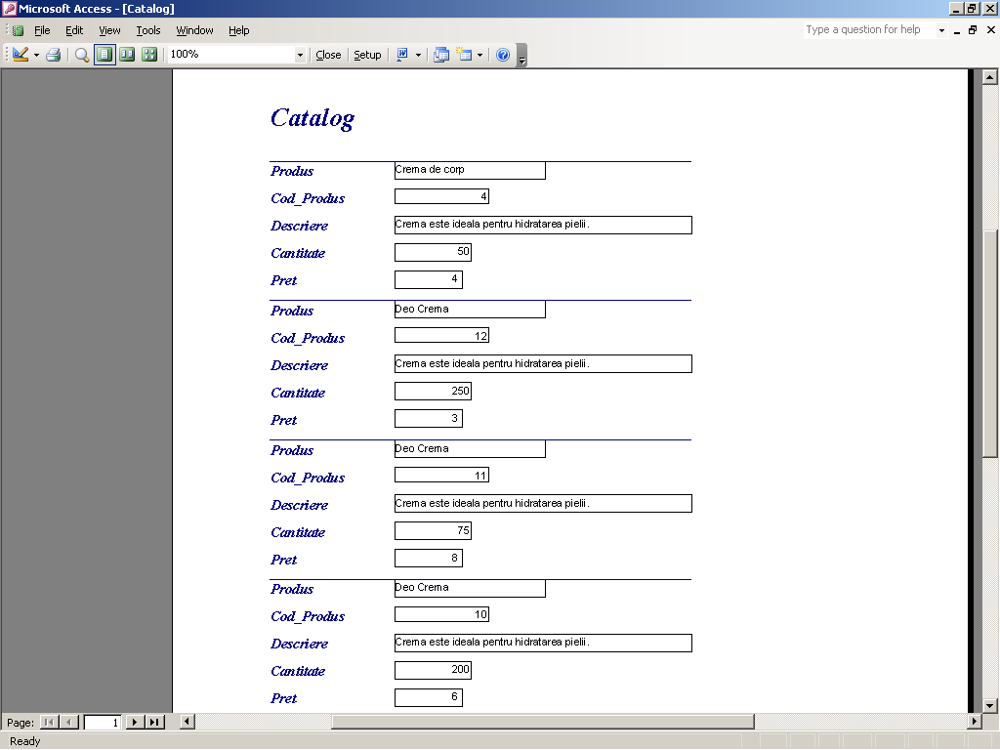 Microsoft Access - [Catalog]
File Edit View Tools Window Help Type a question for help
100% Close Setup
Catalog
Produs Crema de corp
Cod_Produs 4
Descriere Crema este ideala pentru hidratarea pielii.
Cantitate 50
Pret 4
Produs Deo Crema
Cod_Produs 12
Descriere Crema este ideala pentru hidratarea pielii.
Cantitate 250
Pret 3
Produs Deo Crema
Cod_Produs 11
Descriere Crema este ideala pentru hidratarea pielii.
Cantitate 75
Pret 8
Produs Deo Crema
Cod_Produs 10
Descriere Crema este ideala pentru hidratarea pielii.
Cantitate 200
Pret 6
Page: 1
Ready